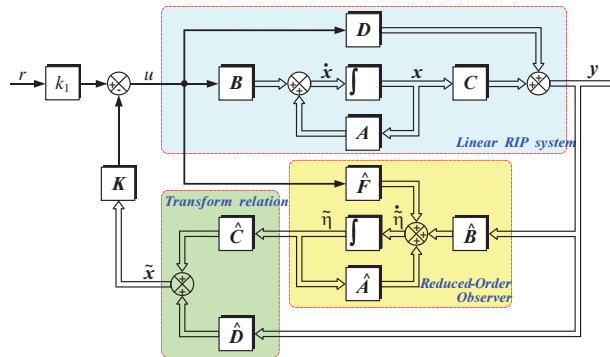 D
r
k₁
u
B
ẋ
∫
x
C
y
A
Linear RIP system
K
F̂
Transform relation
Ĉ
η̃
∫
η̃̇
B̂
x̃
Â
Reduced-Order
Observer
D̂